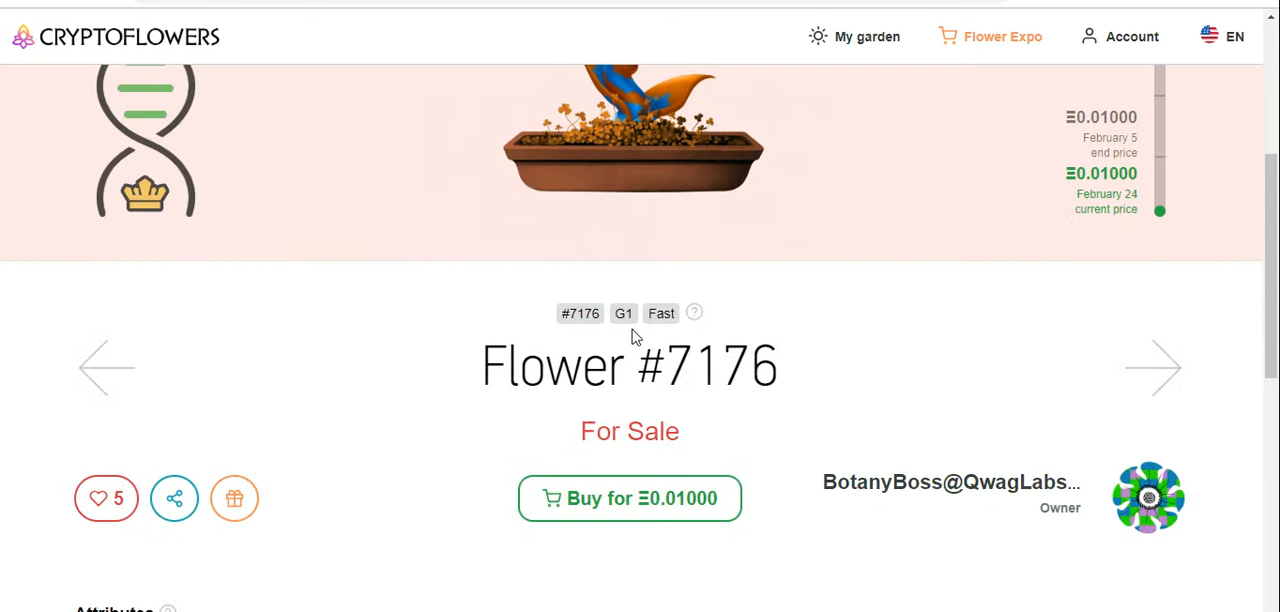 CRYPTOFLOWERS
My garden
Flower Expo
Account
EN
Ξ0.01000
February 5
end price
Ξ0.01000
February 24
current price
#7176 G1 Fast ?
Flower #7176
For Sale
5
Buy for Ξ0.01000
BotanyBoss@QwagLabs...
Owner
Attributes ?